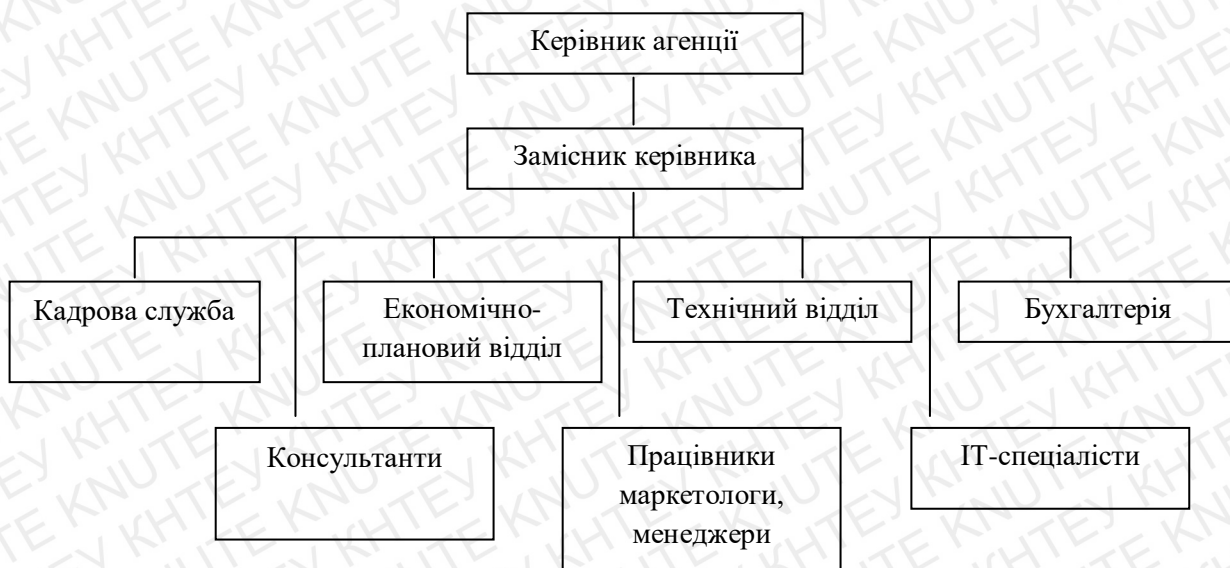 Керівник агенції
Замісник керівника
Кадрова служба
Економічно-
плановий відділ
Технічний відділ
Бухгалтерія
Консультанти
Працівники
маркетологи,
менеджери
ІТ-спеціалісти